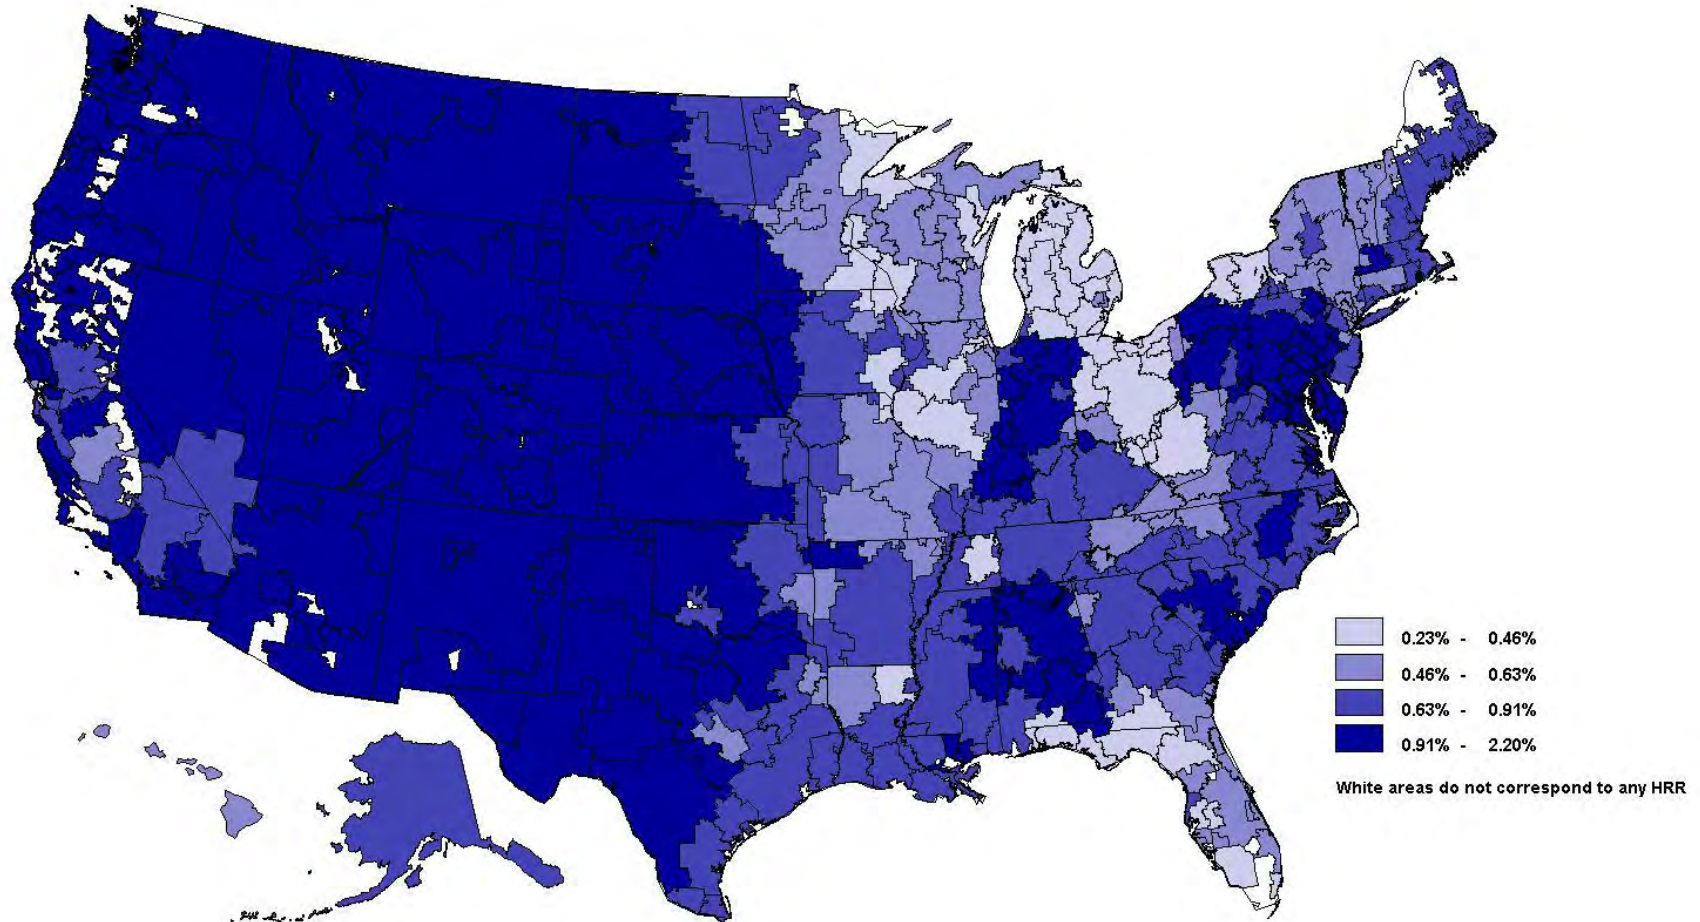 0.23% - 0.46%
0.46% - 0.63%
0.63% - 0.91%
0.91% - 2.20%
White areas do not correspond to any HRR